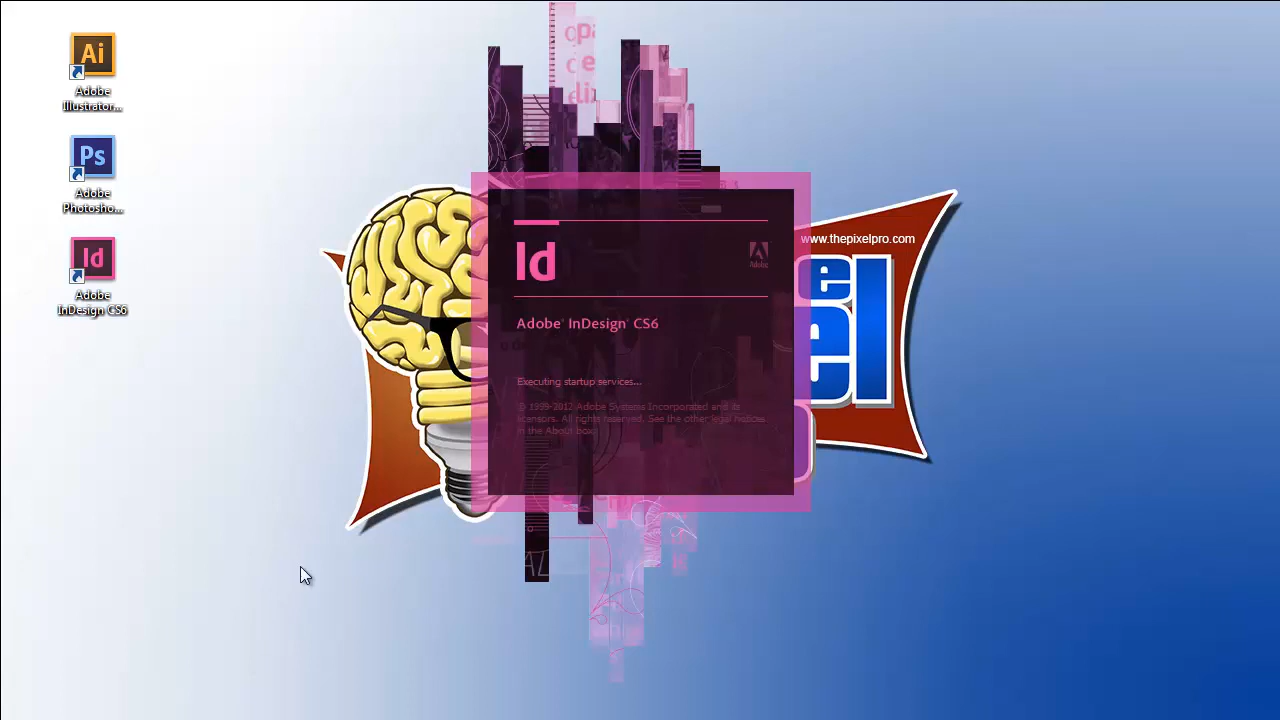 Ai
Adobe
Illustrator...
Ps
Adobe
Photosho...
Id
Adobe
InDesign CS6
Id
Adobe
Adobe® InDesign® CS6
Executing startup services...
© 1999-2012 Adobe Systems Incorporated and its
licensors. All rights reserved. See the other legal notices
in the About box.
www.thepixelpro.com
e
el